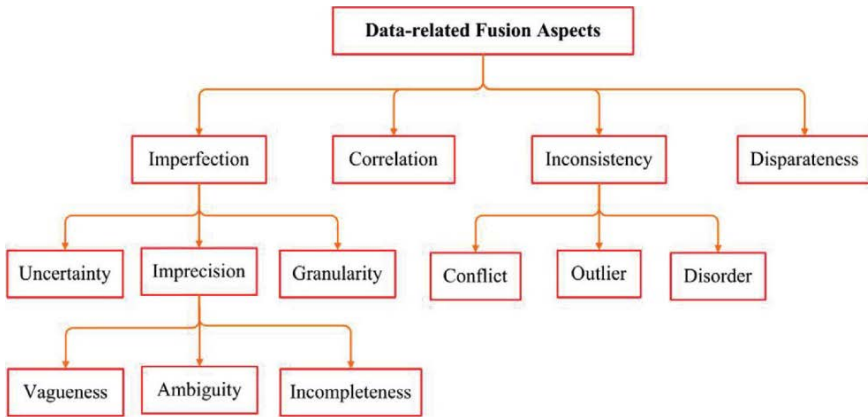 Data-related Fusion Aspects
Imperfection
Correlation
Inconsistency
Disparateness
Uncertainty
Imprecision
Granularity
Conflict
Outlier
Disorder
Vagueness
Ambiguity
Incompleteness